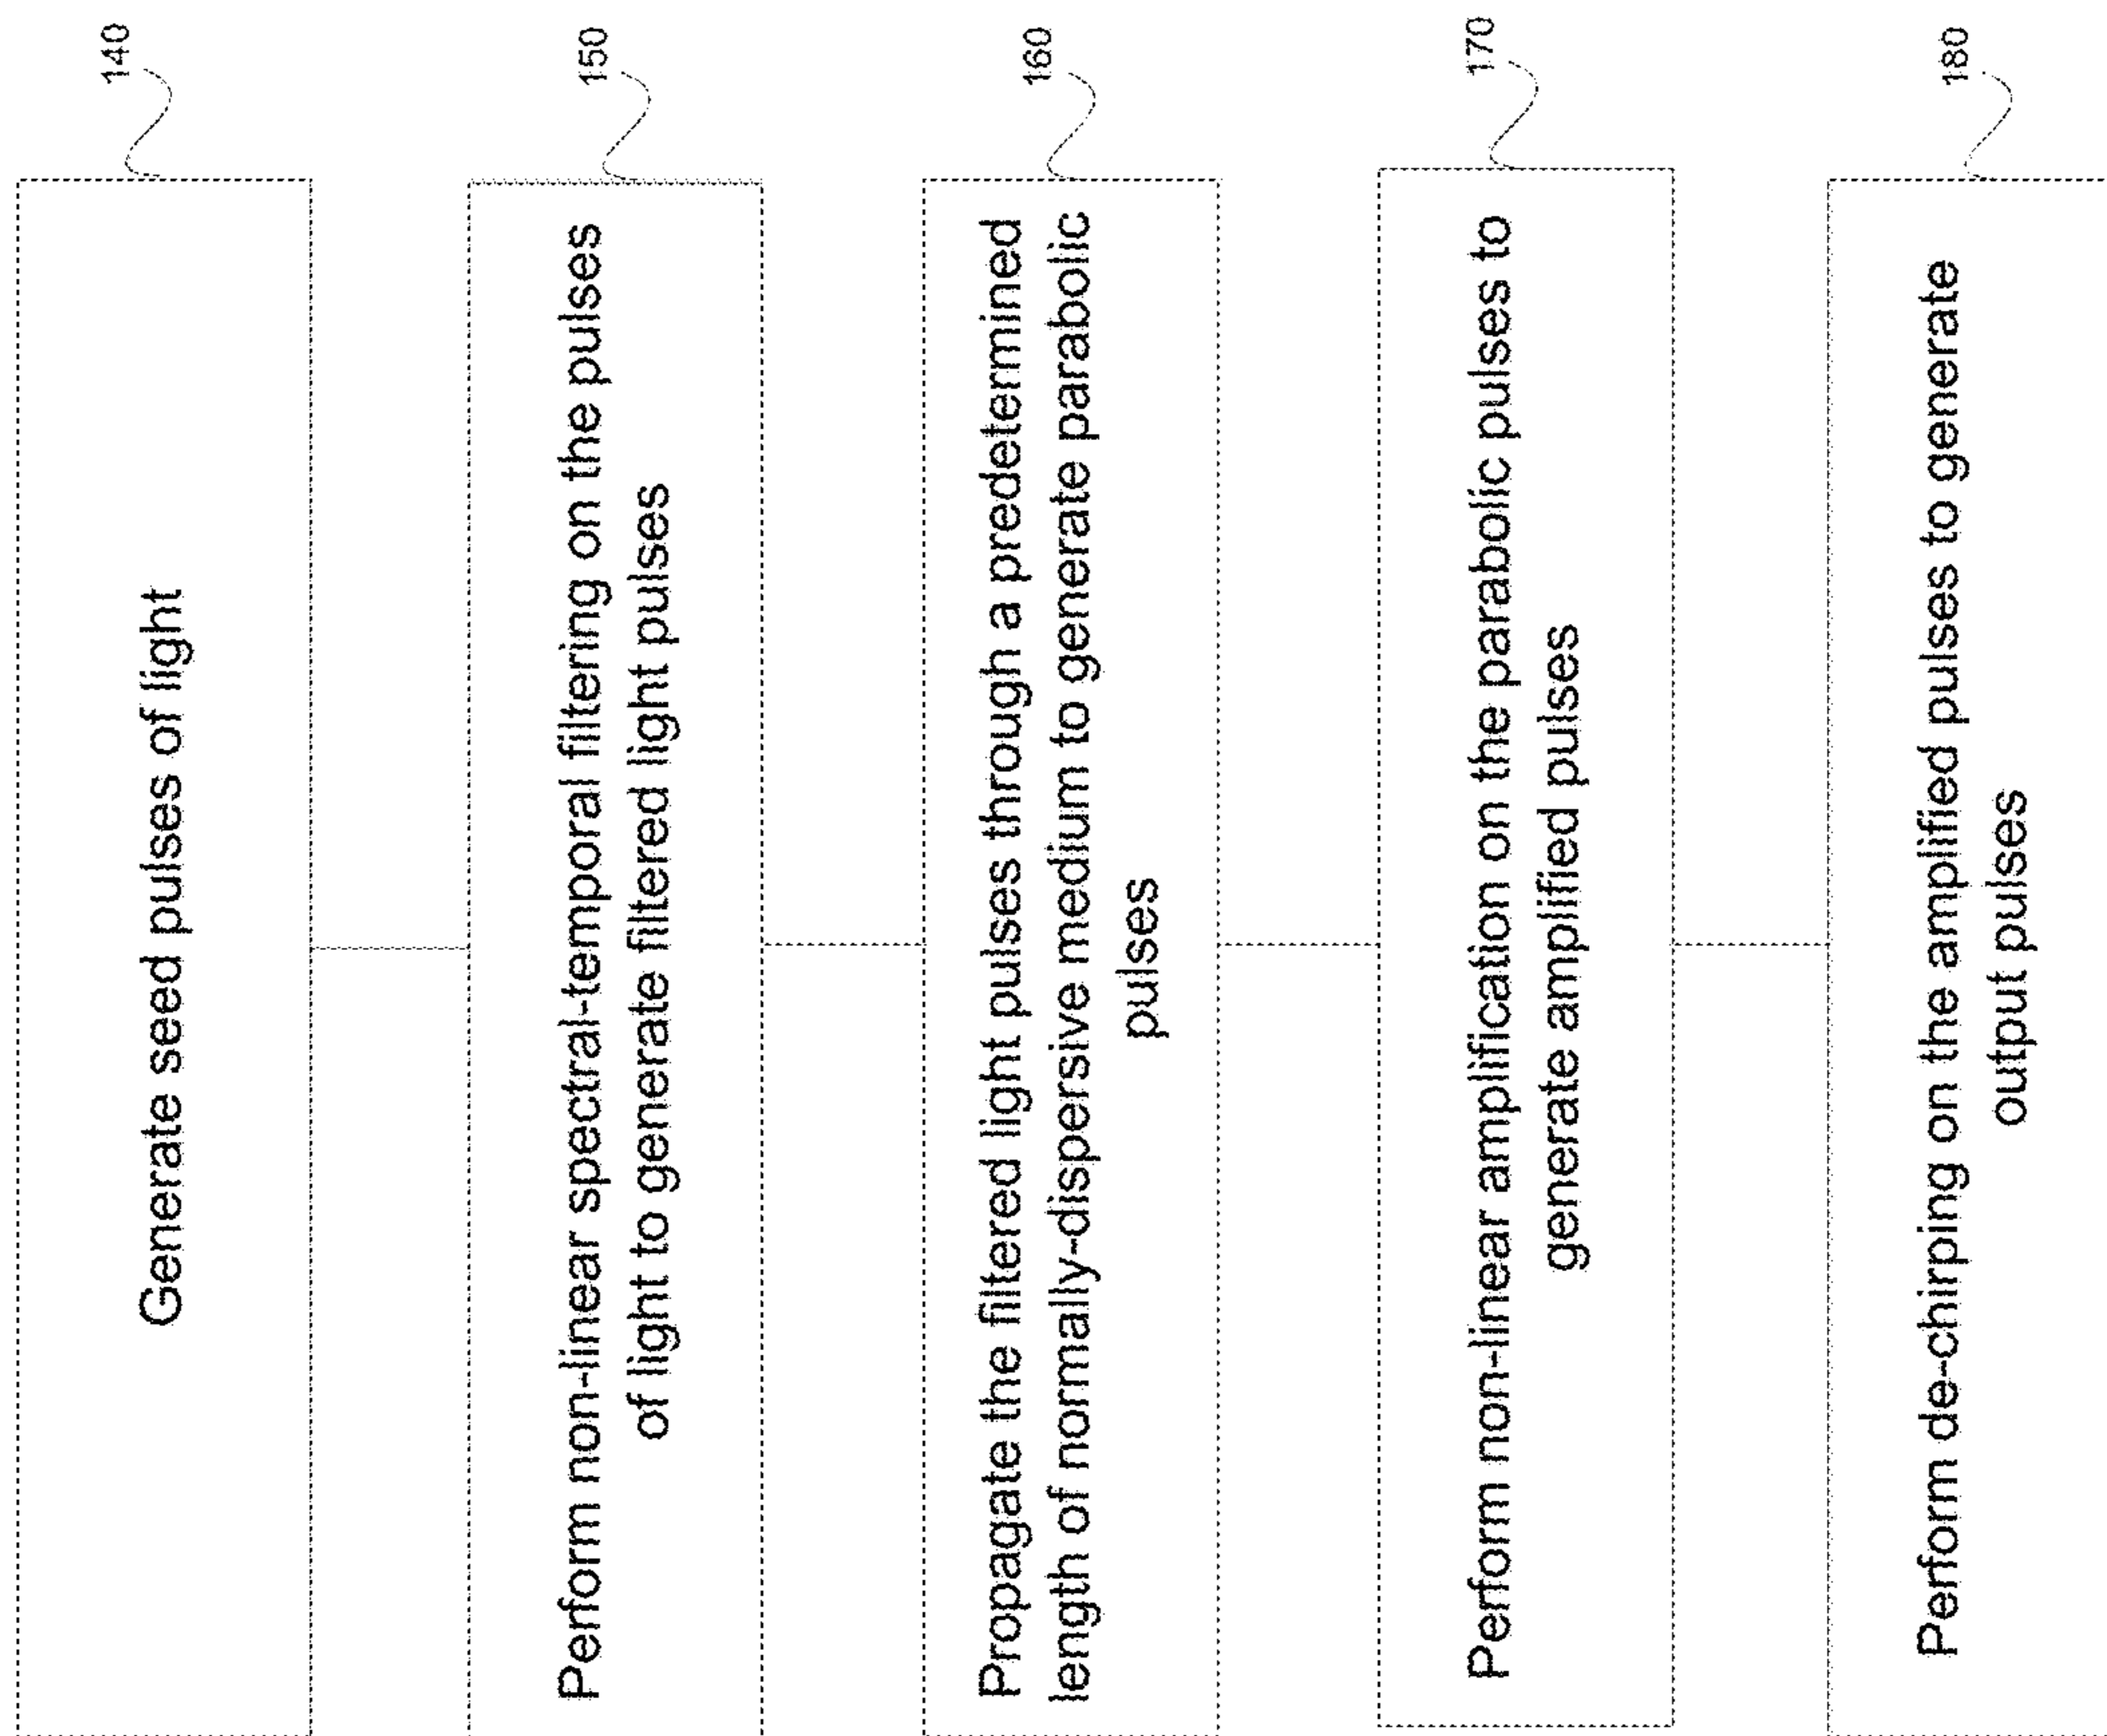 140
Generate seed pulses of light
150
Perform non-linear spectral-temporal filtering on the pulses
of light to generate filtered light pulses
160
Propagate the filtered light pulses through a predetermined
length of normally-dispersive medium to generate parabolic
pulses
170
Perform non-linear amplification on the parabolic pulses to
generate amplified pulses
180
Perform de-chirping on the amplified pulses to generate
output pulses